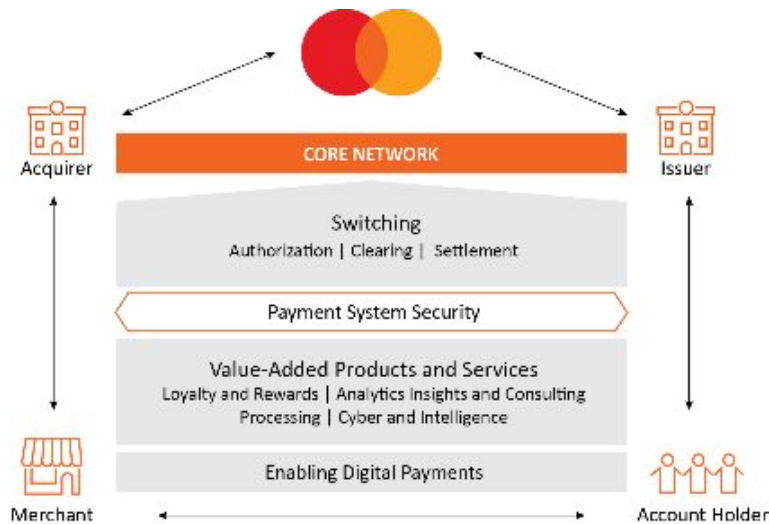 CORE NETWORK
Acquirer
Issuer
Switching
Authorization | Clearing | Settlement
Payment System Security
Value-Added Products and Services
Loyalty and Rewards | Analytics Insights and Consulting
Processing | Cyber and Intelligence
Enabling Digital Payments
Merchant
Account Holder